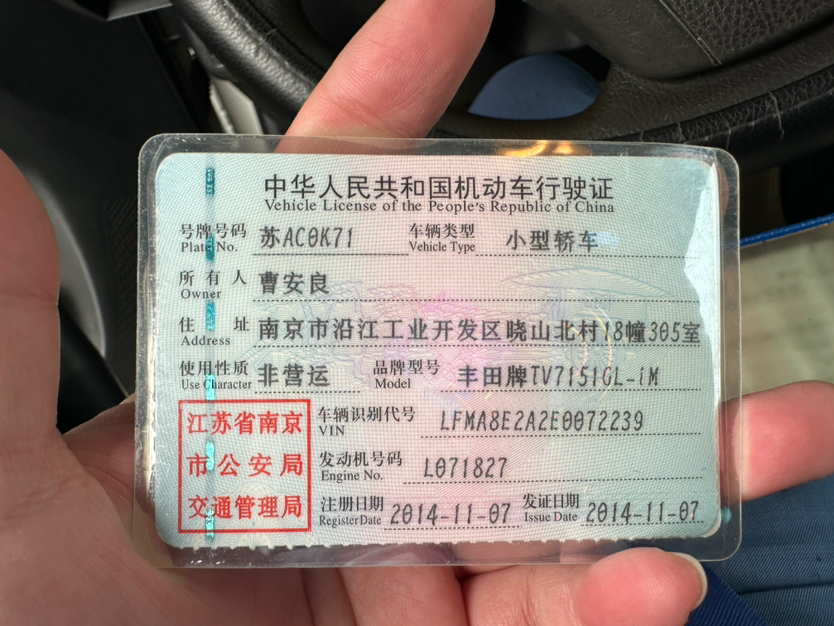 中华人民共和国机动车行驶证
Vehicle License of the People's Republic of China
号牌号码 苏AC0K71 车辆类型 小型轿车
Plate No. Vehicle Type
所有人 曹安良
Owner
住址 南京市沿江工业开发区晓山北村18幢305室
Address
使用性质 非营运 品牌型号 丰田牌TV7151GL-iM
Use Character Model
江苏省南京
市公安局
交通管理局
车辆识别代号 LFMA8E2A2E0072239
VIN
发动机号码 L071827
Engine No.
注册日期 2014-11-07 发证日期 2014-11-07
Register Date Issue Date